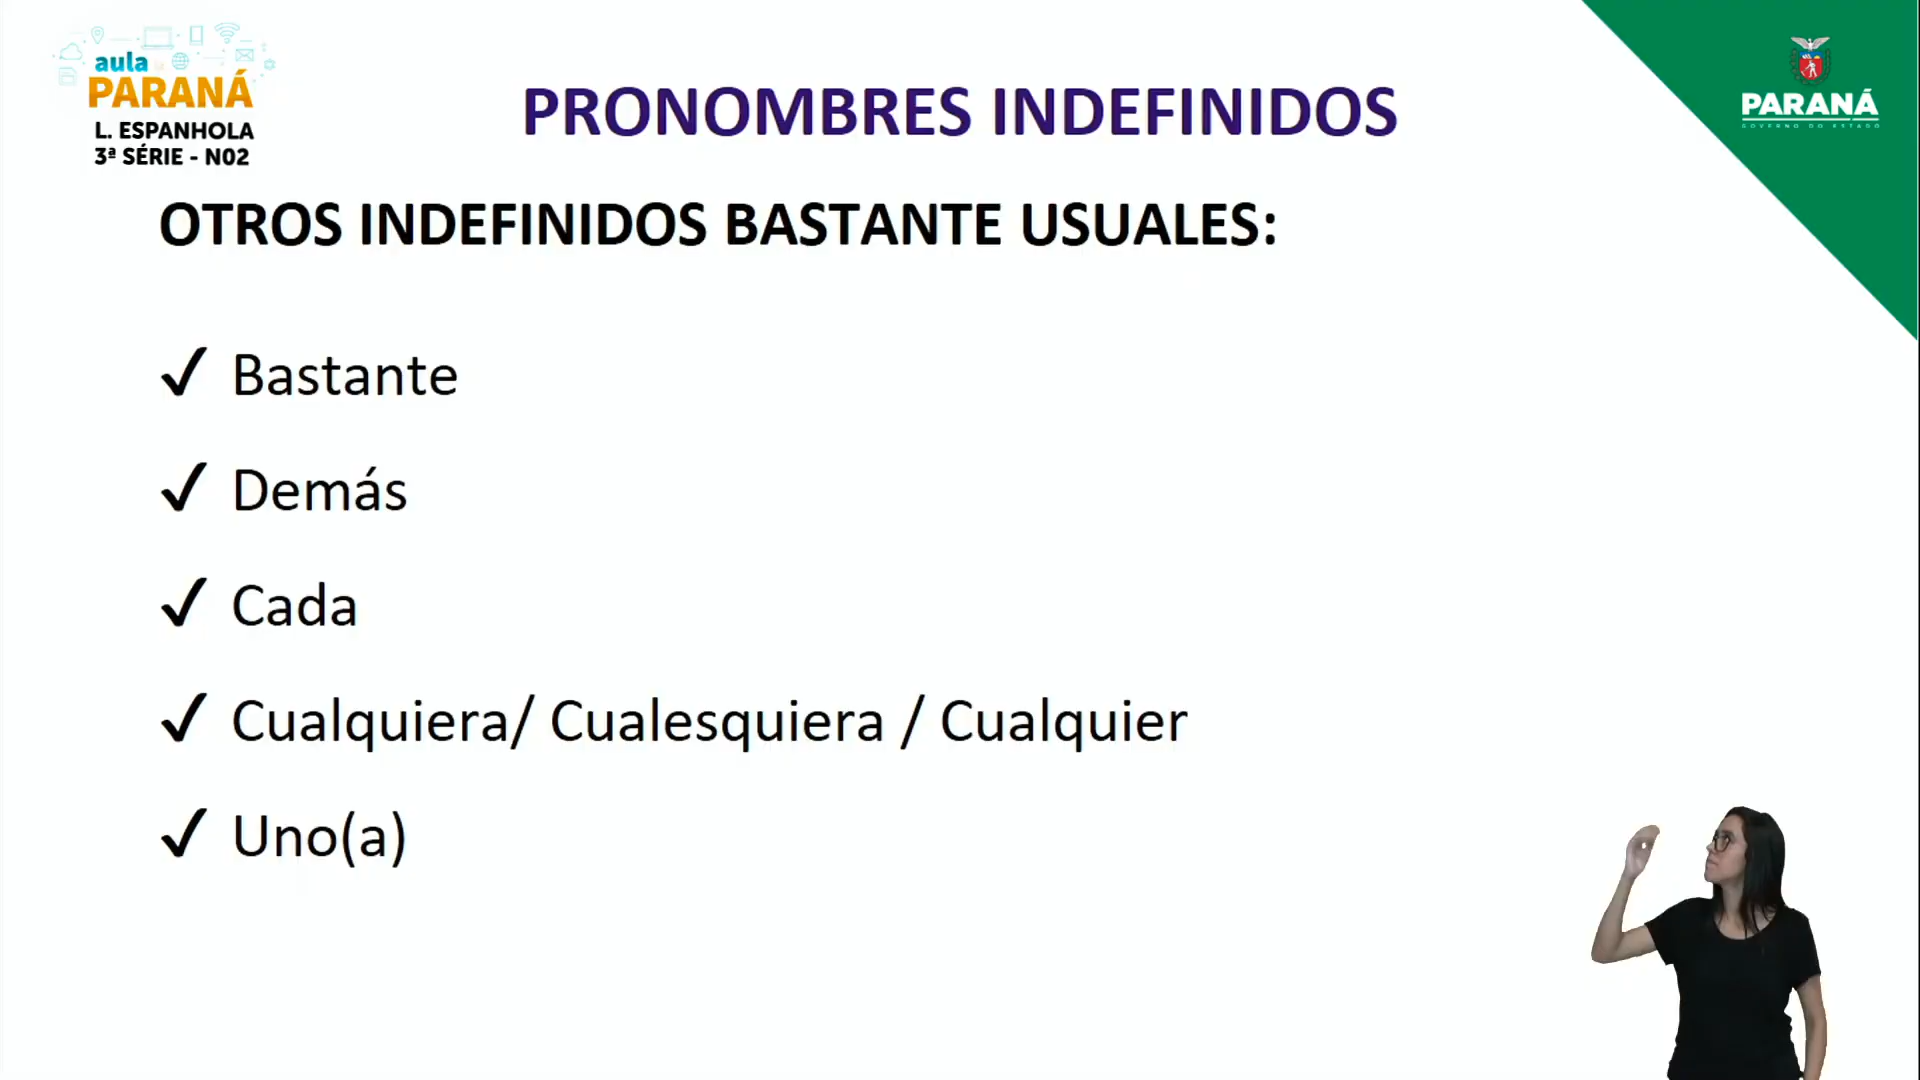 aula
PARANÁ
L. ESPANHOLA
3ª SÉRIE - N02
PRONOMBRES INDEFINIDOS
PARANÁ
GOVERNO DO ESTADO
OTROS INDEFINIDOS BASTANTE USUALES:
✓ Bastante
✓ Demás
✓ Cada
✓ Cualquiera/ Cualesquiera / Cualquier
✓ Uno(a)